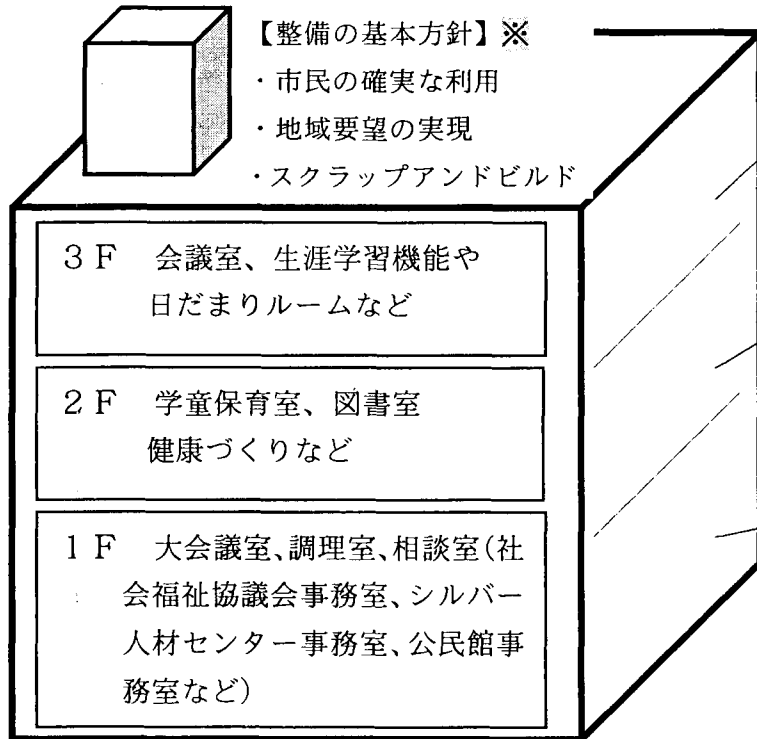 【整備の基本方針】※
・市民の確実な利用
・地域要望の実現
・スクラップアンドビルド
3F 会議室、生涯学習機能や
日だまりルームなど
2F 学童保育室、図書室
健康づくりなど
1F 大会議室、調理室、相談室(社
会福祉協議会事務室、シルバー
人材センター事務室、公民館事
務室など)